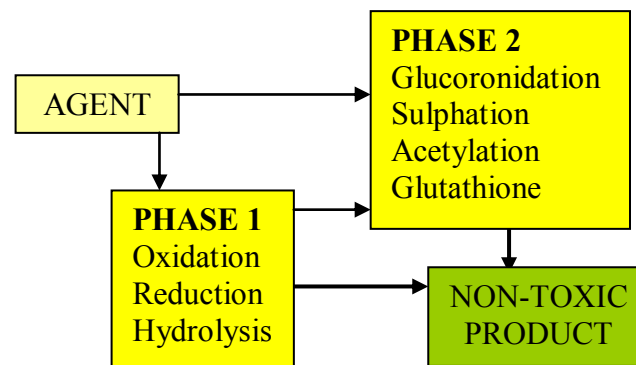 AGENT
PHASE 1
Oxidation
Reduction
Hydrolysis
PHASE 2
Glucoronidation
Sulphation
Acetylation
Glutathione
NON-TOXIC
PRODUCT